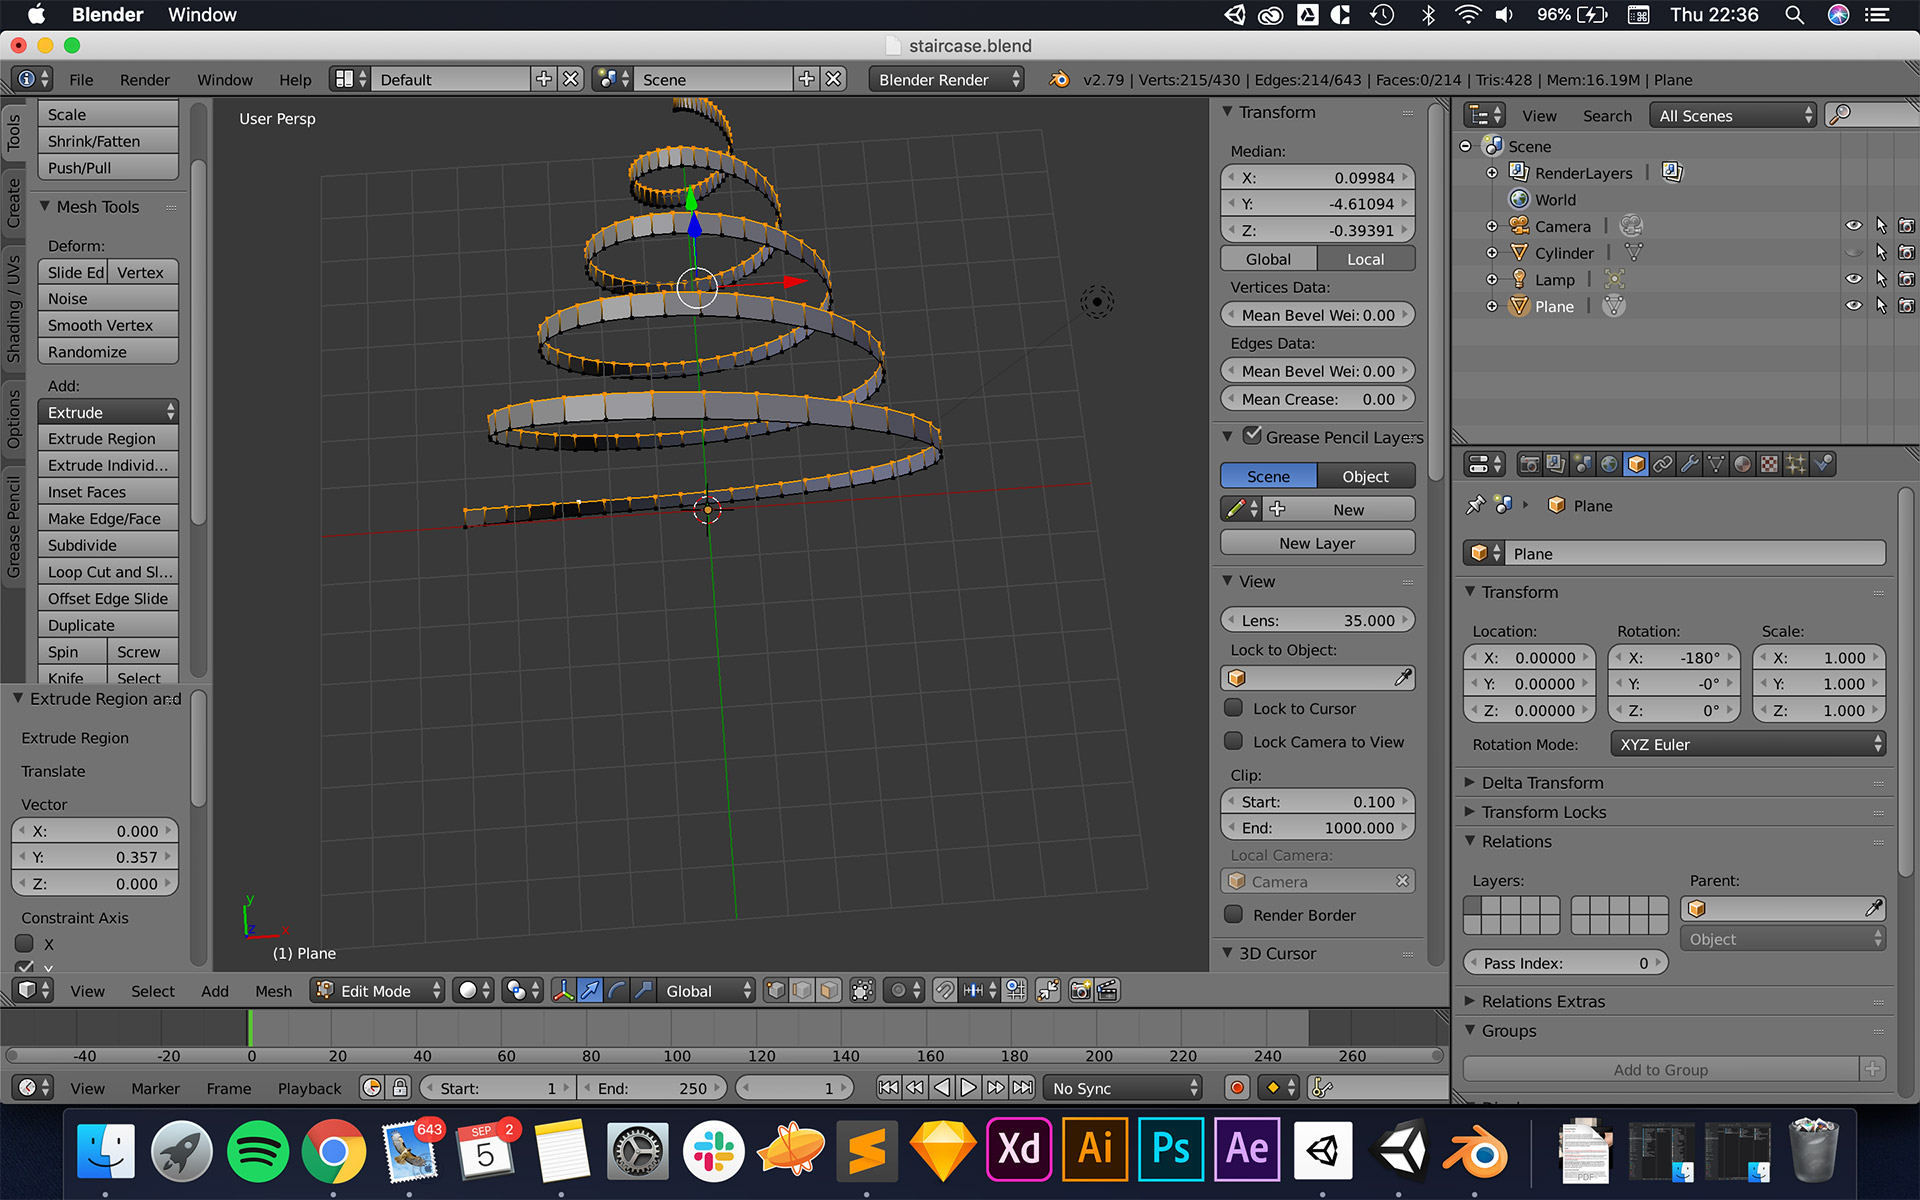 Blender Window 96% Thu 22:36
staircase.blend
File Render Window Help Default Scene Blender Render v2.79 | Verts:215/430 | Edges:214/643 | Faces:0/214 | Tris:428 | Mem:16.19M | Plane
Tools
Create
Shading / UVs
Options
Grease Pencil
Scale
Shrink/Fatten
Push/Pull
Mesh Tools
Deform:
Slide Ed Vertex
Noise
Smooth Vertex
Randomize
Add:
Extrude
Extrude Region
Extrude Individ...
Inset Faces
Make Edge/Face
Subdivide
Loop Cut and Sl...
Offset Edge Slide
Duplicate
Spin Screw
Knife Select
Extrude Region and
Extrude Region
Translate
Vector
X: 0.000
Y: 0.357
Z: 0.000
Constraint Axis
X
Y
User Persp
y
z
x
(1) Plane
Transform
Median:
X: 0.09984
Y: -4.61094
Z: -0.39391
Global Local
Vertices Data:
Mean Bevel Wei: 0.00
Edges Data:
Mean Bevel Wei: 0.00
Mean Crease: 0.00
Grease Pencil Layers
Scene Object
New
New Layer
View
Lens: 35.000
Lock to Object:
Lock to Cursor
Lock Camera to View
Clip:
Start: 0.100
End: 1000.000
Local Camera:
Camera
Render Border
3D Cursor
View Search All Scenes
Scene
RenderLayers
World
Camera
Cylinder
Lamp
Plane
Plane
Plane
Transform
Location: Rotation: Scale:
X: 0.00000 X: -180° X: 1.000
Y: 0.00000 Y: -0° Y: 1.000
Z: 0.00000 Z: 0° Z: 1.000
Rotation Mode: XYZ Euler
Delta Transform
Transform Locks
Relations
Layers: Parent:
Object
Pass Index: 0
Relations Extras
Groups
Add to Group
View Select Add Mesh Edit Mode Global
-40 -20 0 20 40 60 80 100 120 140 160 180 200 220 240 260
View Marker Frame Playback Start: 1 End: 250 1 No Sync
643 SEP 2
5
Xd Ai Ps Ae
PDF